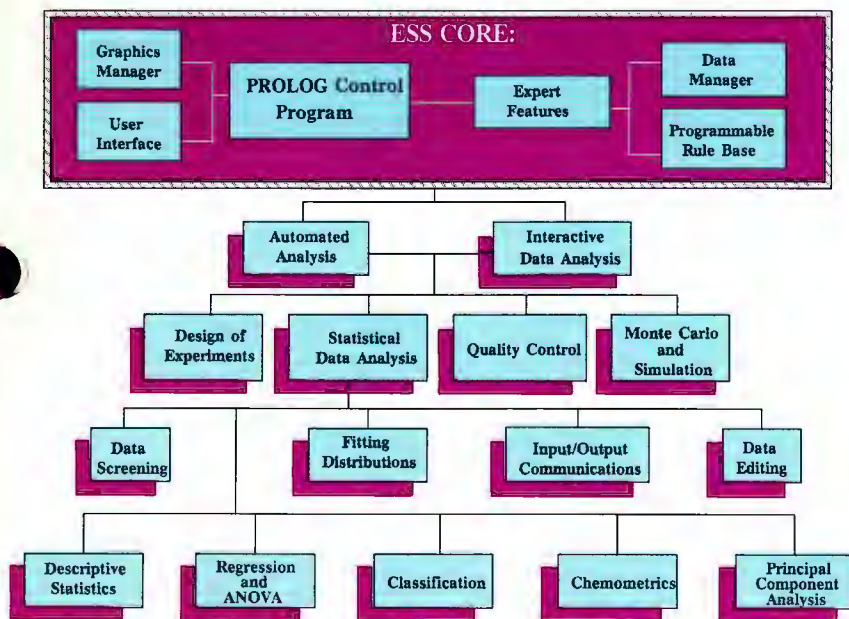 ESS CORE:
Graphics
Manager
User
Interface
PROLOG Control
Program
Expert
Features
Data
Manager
Programmable
Rule Base
Automated
Analysis
Interactive
Data Analysis
Design of
Experiments
Statistical
Data Analysis
Quality Control
Monte Carlo
and
Simulation
Data
Screening
Fitting
Distributions
Input/Output
Communications
Data
Editing
Descriptive
Statistics
Regression
and
ANOVA
Classification
Chemometrics
Principal
Component
Analysis